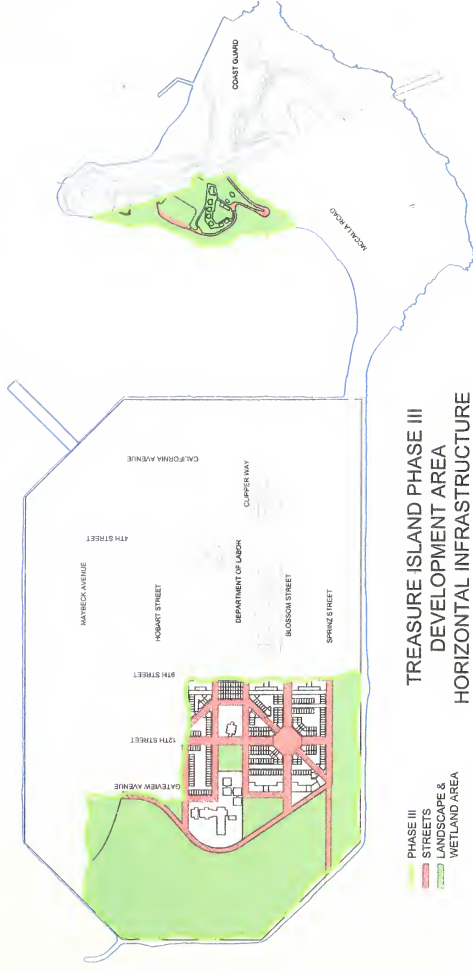 COAST GUARD
MCCALLA ROAD
CALIFORNIA AVENUE
4TH STREET
MAYBECK AVENUE
HOBART STREET
DEPARTMENT OF LABOR
CLIPPER WAY
BLOSSOM STREET
SPRINZ STREET
9TH STREET
12TH STREET
GATEVIEW AVENUE
TREASURE ISLAND PHASE III
DEVELOPMENT AREA
HORIZONTAL INFRASTRUCTURE
PHASE III
STREETS
LANDSCAPE &
WETLAND AREA